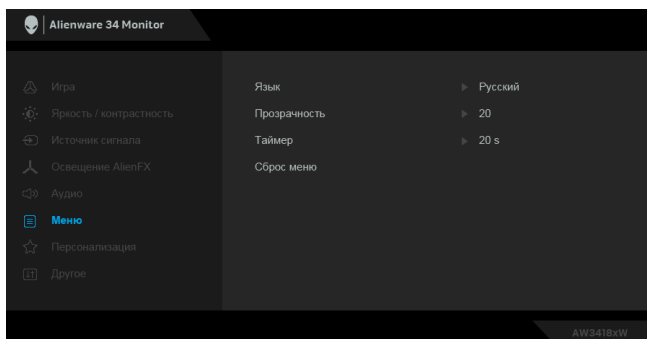 Alienware 34 Monitor
Игра
Яркость / контрастность
Источник сигнала
Освещение AlienFX
Аудио
Меню
Персонализация
Другое
Язык Русский
Прозрачность 20
Таймер 20 s
Сброс меню
AW3418xW